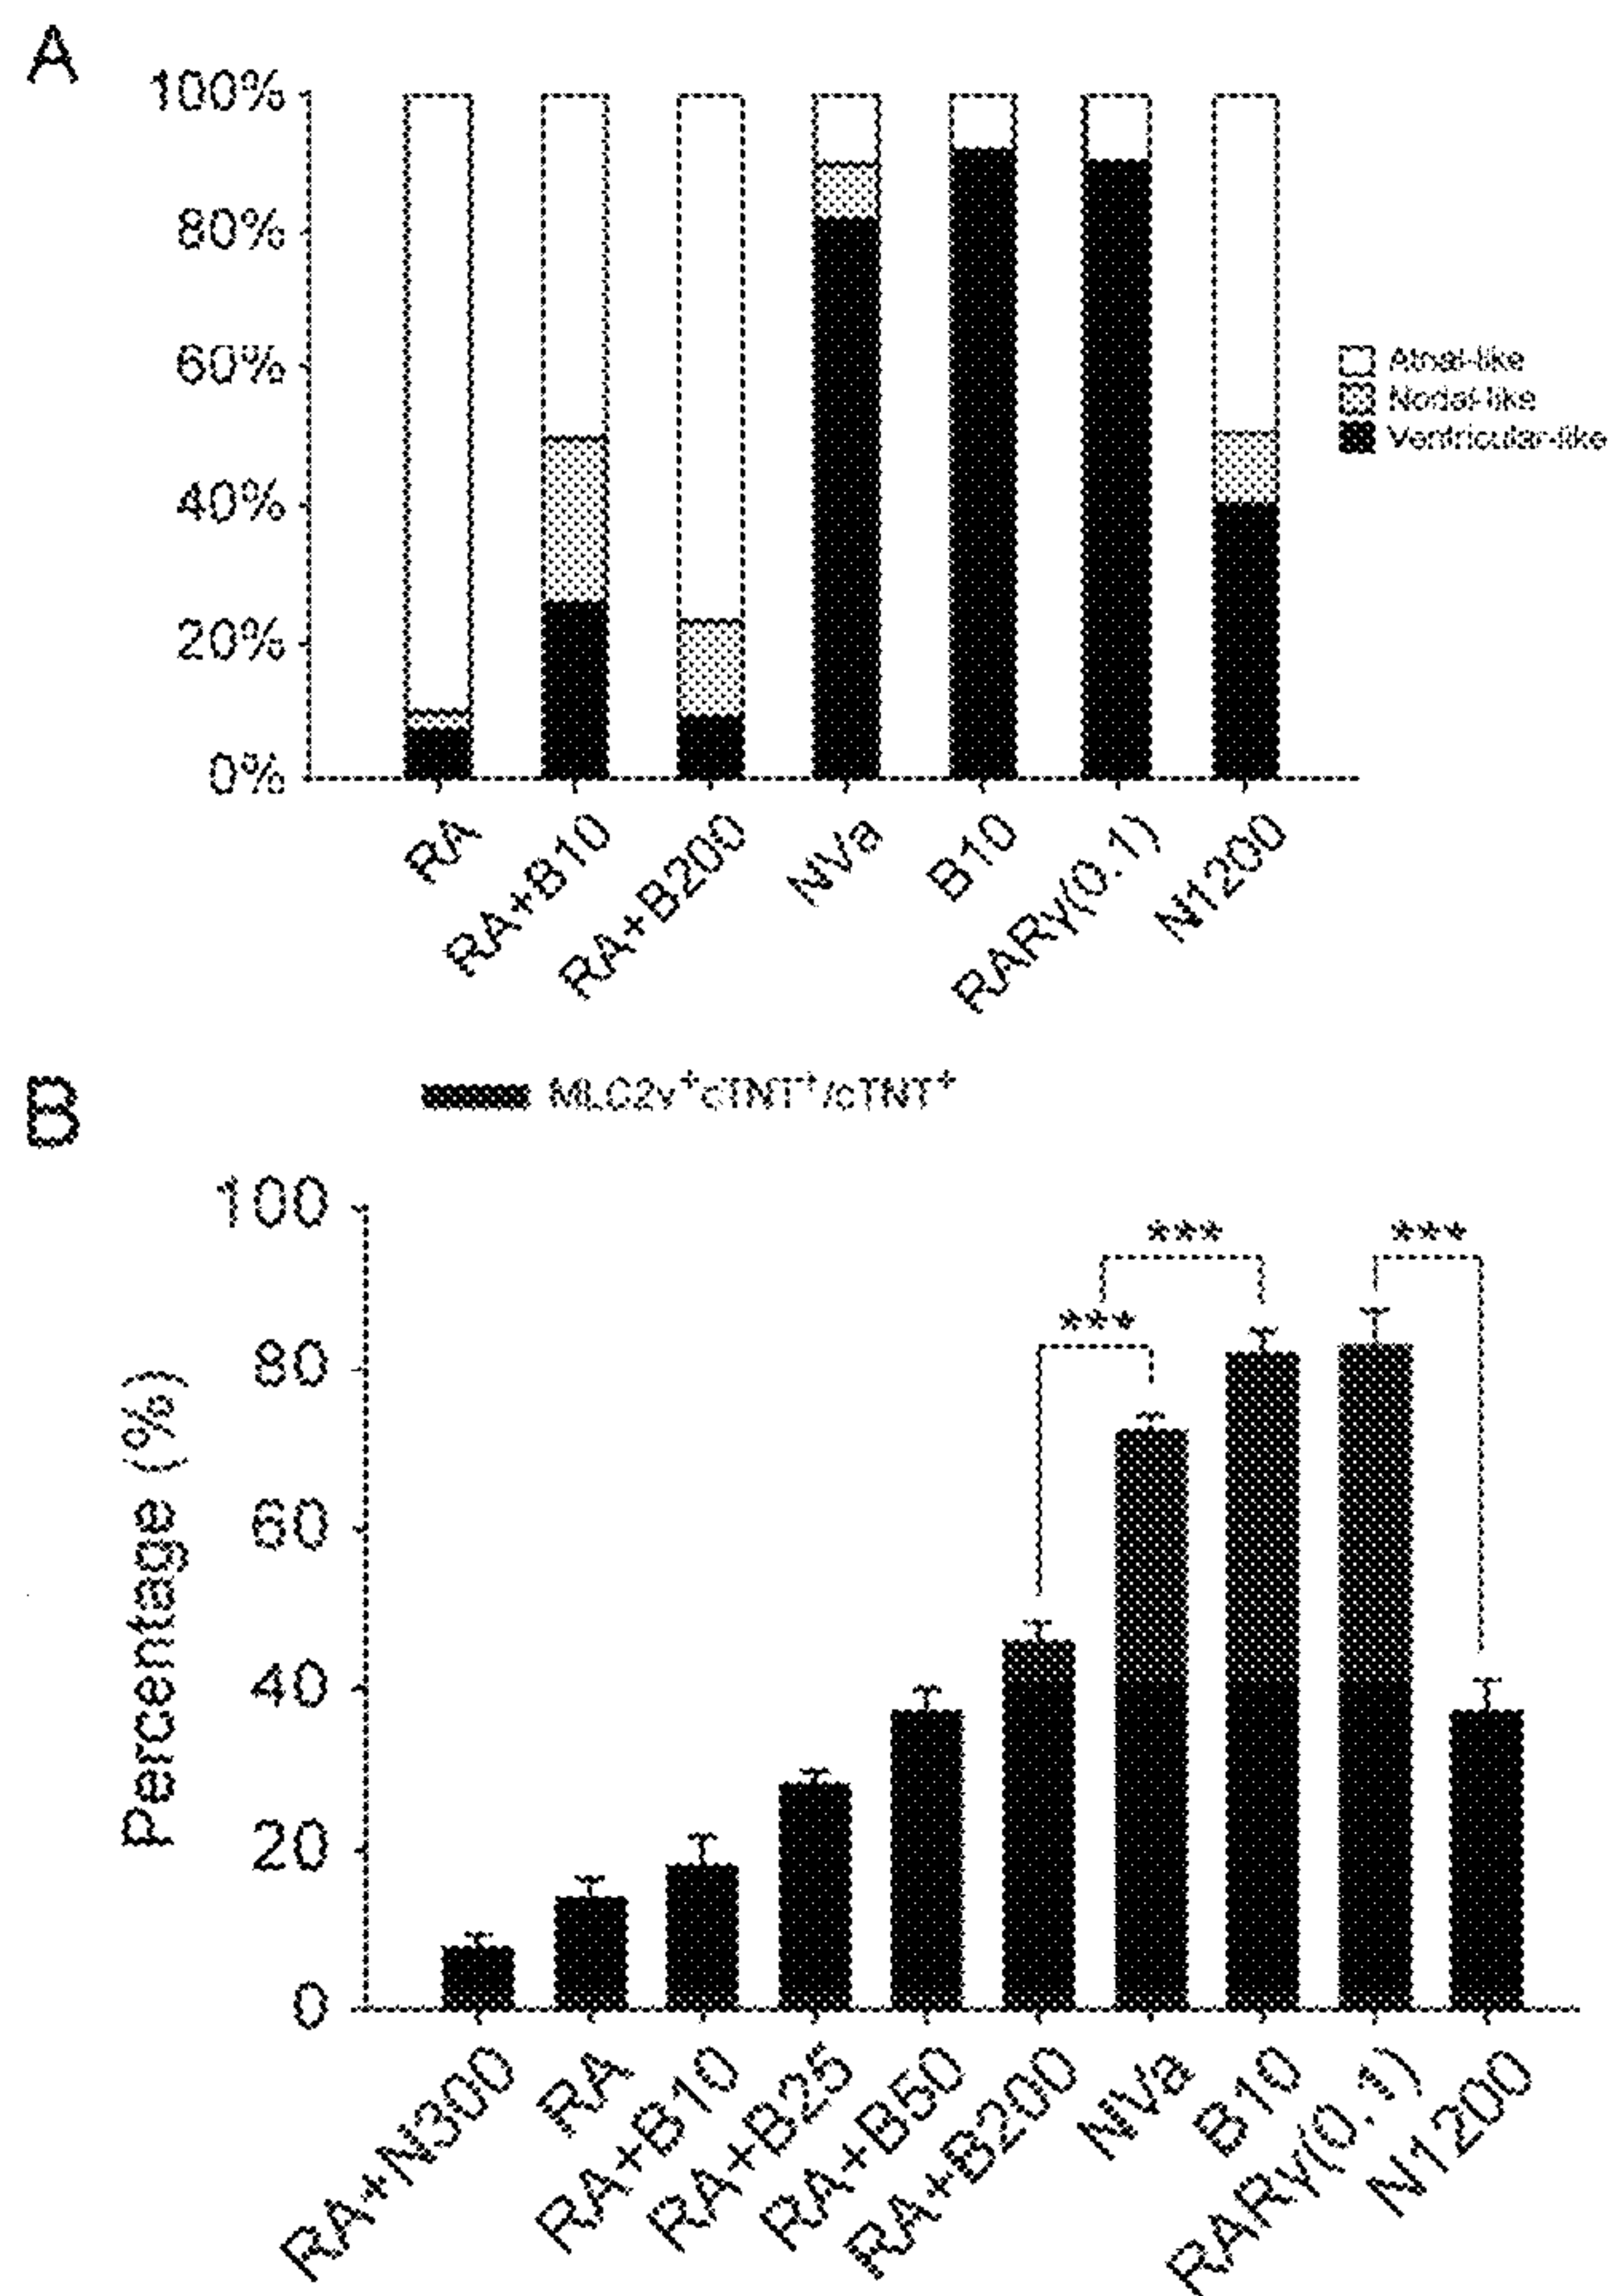 A
100%
80%
60%
40%
20%
0%
Atrial-like
Nodal-like
Ventricular-like
RA
RA+B10
RA+B200
NVa
B10
RARγ(0.1)
N1200
B
MLC2v⁺cTNT⁺/cTNT⁺
Percentage (%)
100
80
60
40
20
0
***
***
***
RA+N300
RA
RA+B10
RA+B25
RA+B50
RA+B200
NVa
B10
RARγ(0.1)
N1200